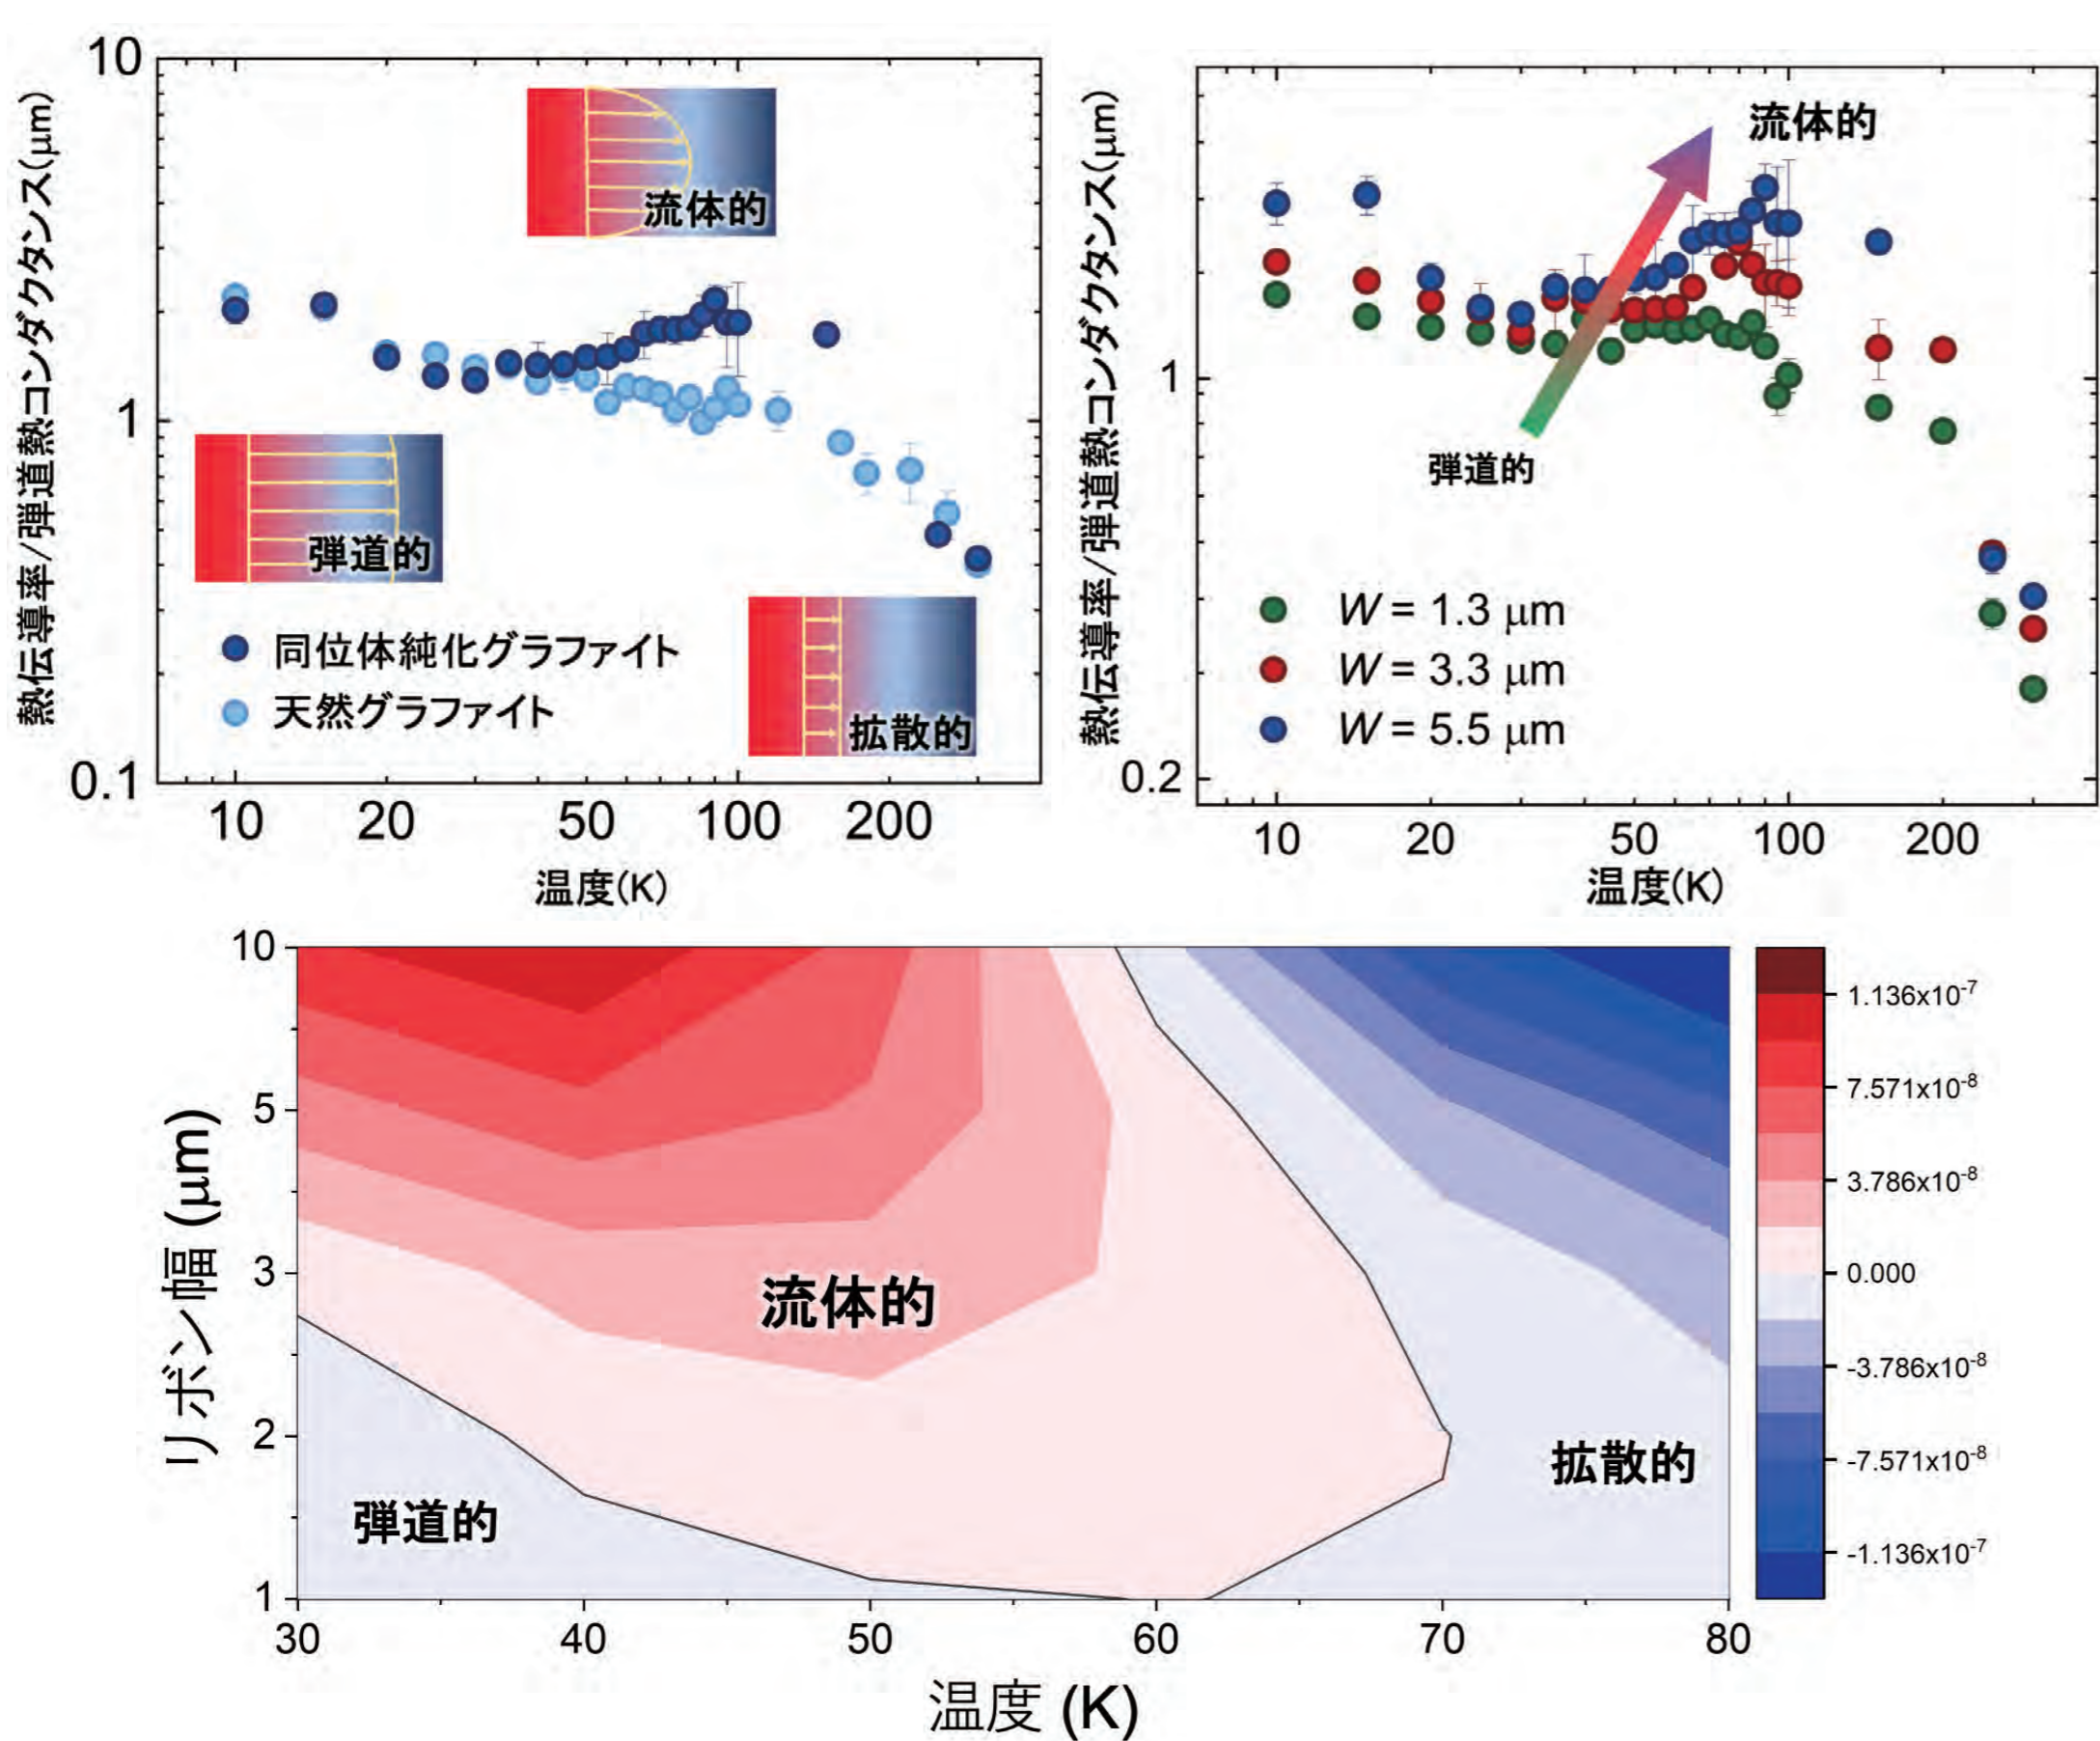 熱伝導率/弾道熱コンダクタンス(μm)
10
1
0.1
流体的
弾道的
拡散的
同位体純化グラファイト
天然グラファイト
10 20 50 100 200
温度(K)
熱伝導率/弾道熱コンダクタンス(μm)
1
0.2
流体的
弾道的
W = 1.3 μm
W = 3.3 μm
W = 5.5 μm
10 20 50 100 200
温度(K)
リボン幅 (μm)
10
5
3
2
1
流体的
弾道的
拡散的
30 40 50 60 70 80
温度 (K)
1.136x10⁻⁷
7.571x10⁻⁸
3.786x10⁻⁸
0.000
-3.786x10⁻⁸
-7.571x10⁻⁸
-1.136x10⁻⁷